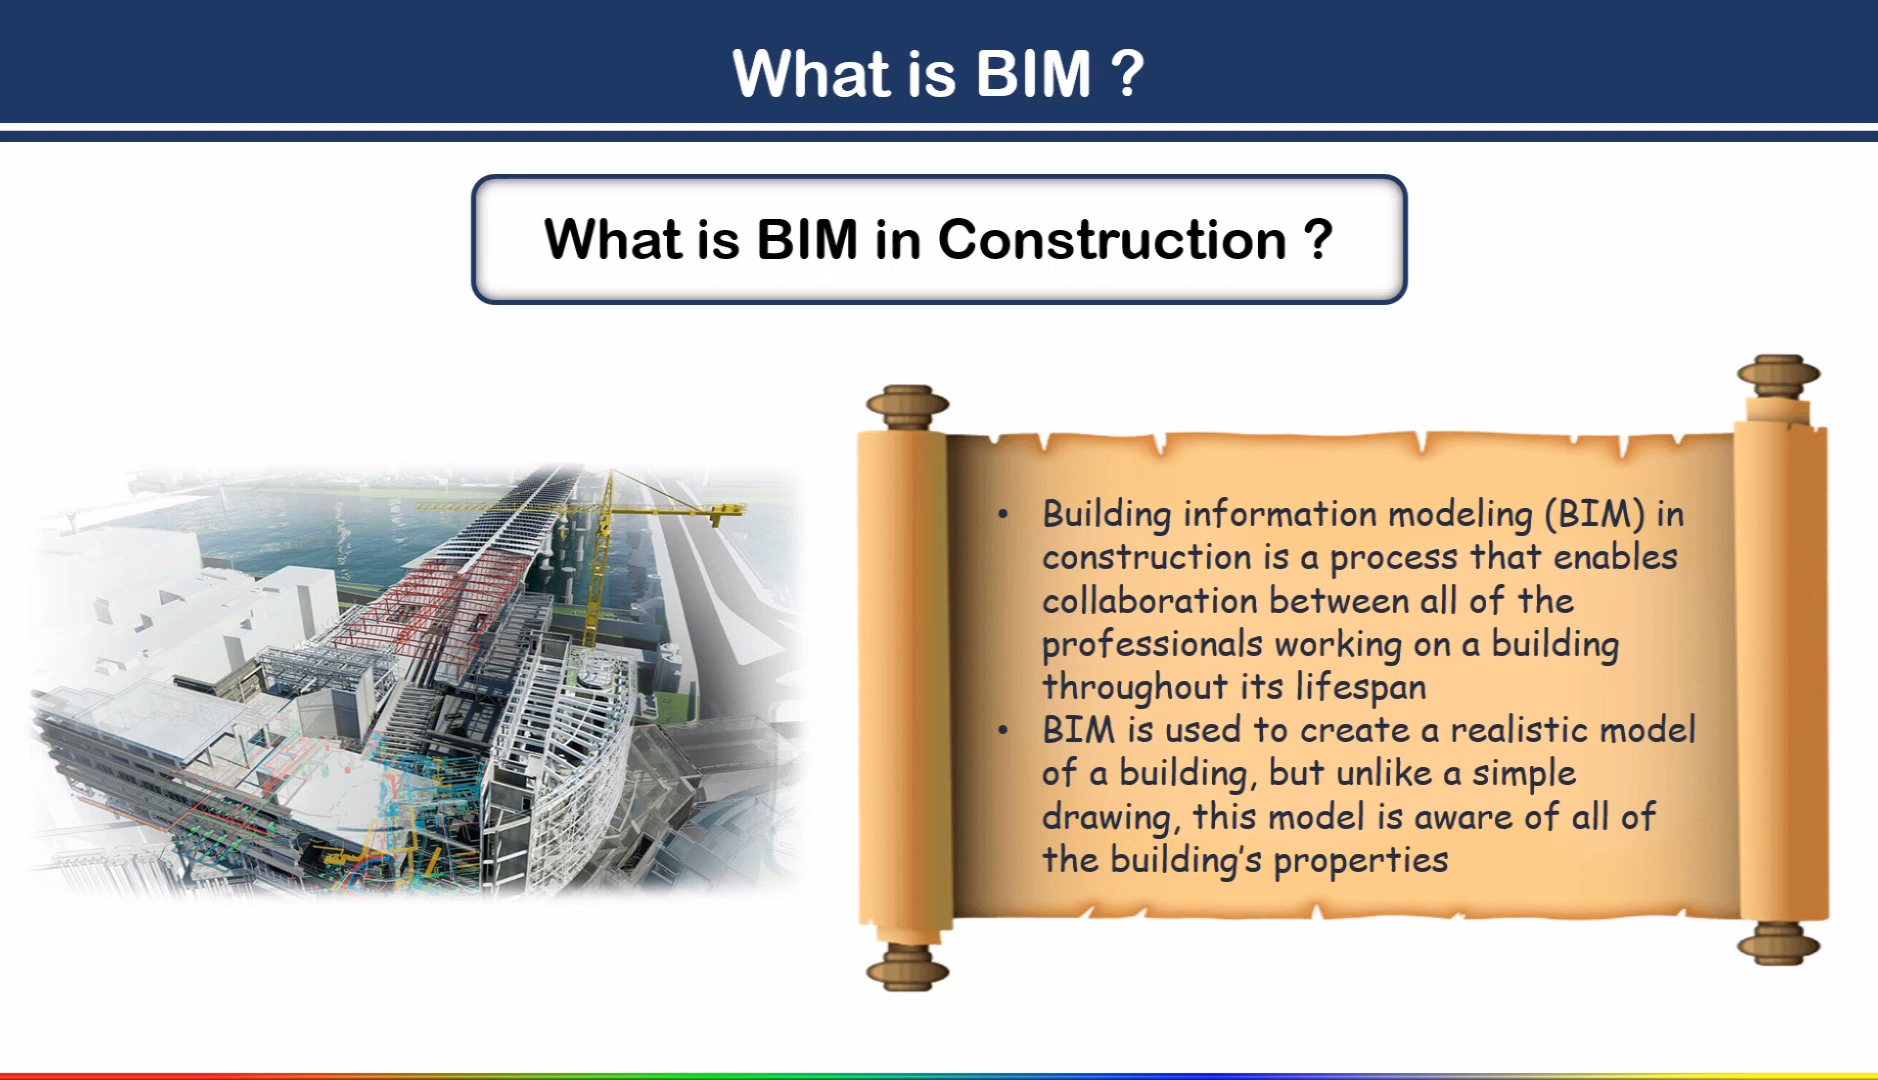 What is BIM ?
What is BIM in Construction ?
• Building information modeling (BIM) in
construction is a process that enables
collaboration between all of the
professionals working on a building
throughout its lifespan
• BIM is used to create a realistic model
of a building, but unlike a simple
drawing, this model is aware of all of
the building’s properties